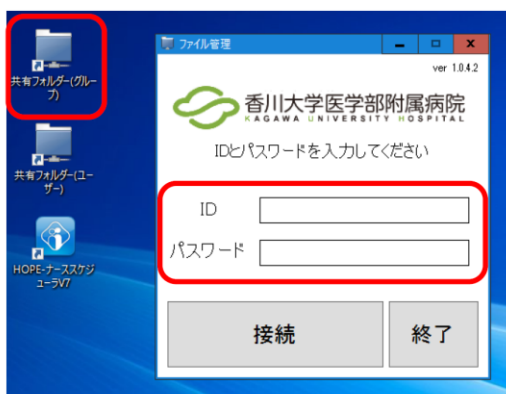 共有フォルダー(グルー
プ)
共有フォルダー(ユー
ザー)
HOPE-ナーススケジ
ューラV7
ファイル管理
ver 1.0.4.2
香川大学医学部附属病院
KAGAWA UNIVERSITY HOSPITAL
IDとパスワードを入力してください
ID
パスワード
接続
終了